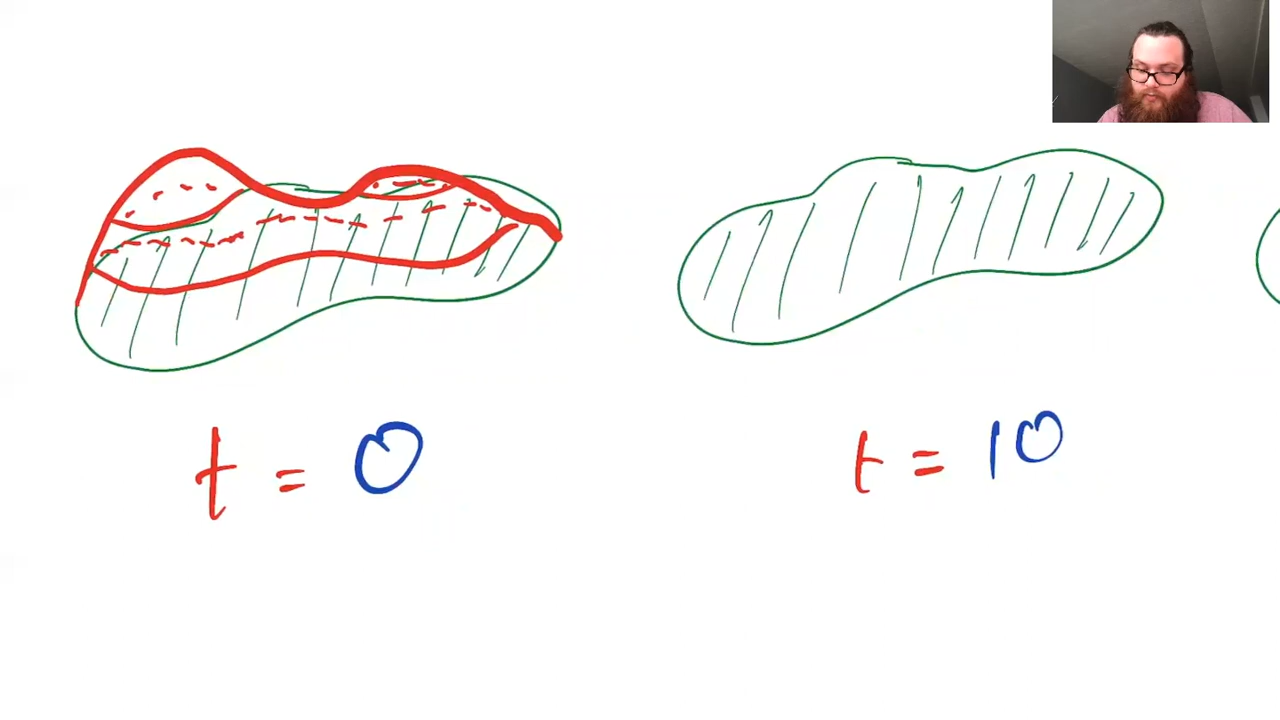 t = 0
t = 10